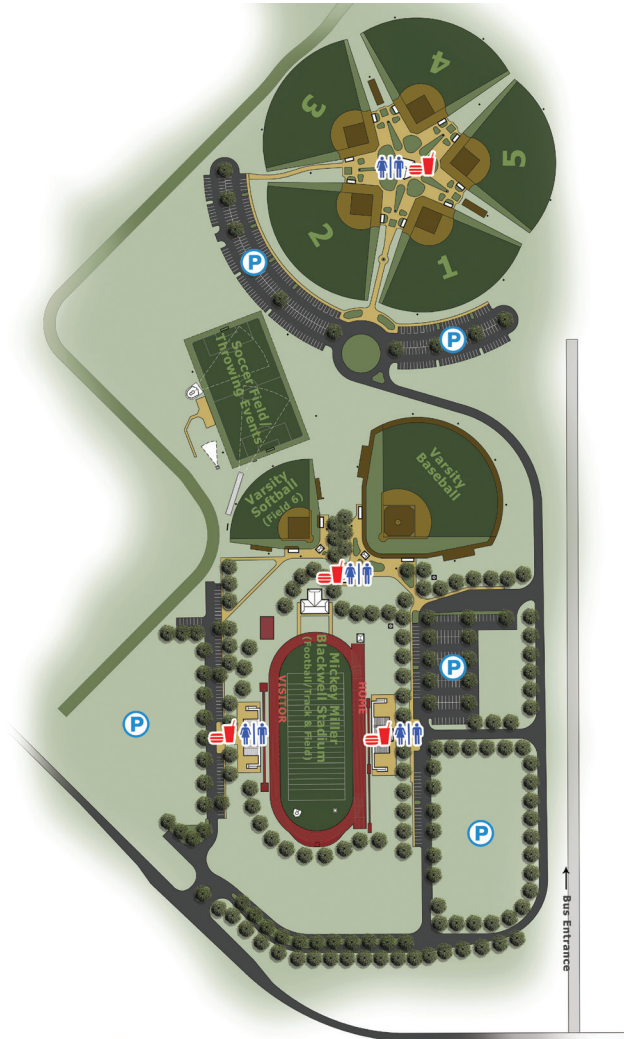 4
3
5
2
1
P
P
Soccer Field/
Throwing Events
Varsity
Baseball
Varsity
Softball
(Field 6)
P
P
P
HOME
Mickey Miller
Blackwell Stadium
(Football/Track & Field)
VISITOR
Bus Entrance